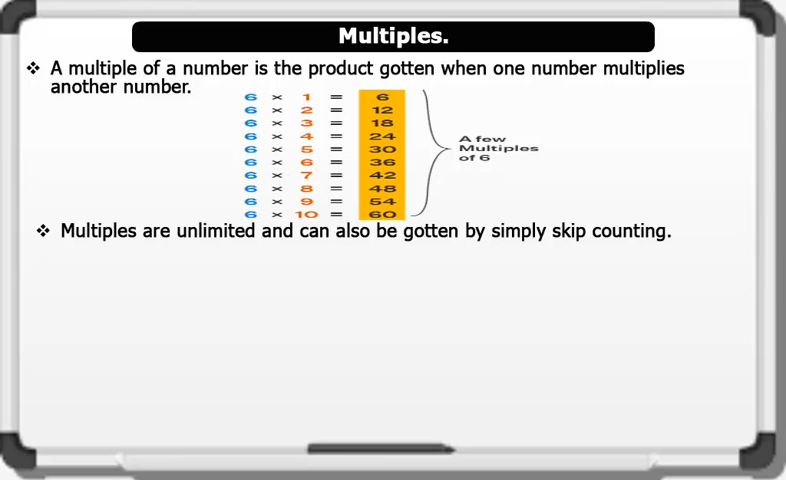 Multiples.
❖ A multiple of a number is the product gotten when one number multiplies
another number.
6 × 1 = 6
6 × 2 = 12
6 × 3 = 18
6 × 4 = 24
6 × 5 = 30
6 × 6 = 36
6 × 7 = 42
6 × 8 = 48
6 × 9 = 54
6 × 10 = 60
A few
Multiples
of 6
❖ Multiples are unlimited and can also be gotten by simply skip counting.